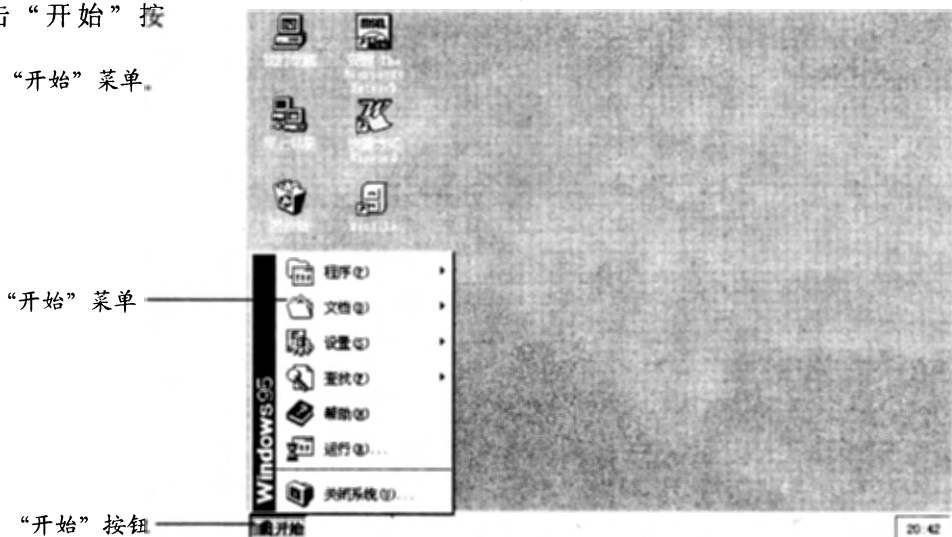 击“开始”按
“开始”菜单。
“开始”菜单
程序(P)
文档(D)
设置(S)
查找(F)
帮助(H)
运行(R)...
关闭系统(U)...
Windows95
“开始”按钮
开始
20:42